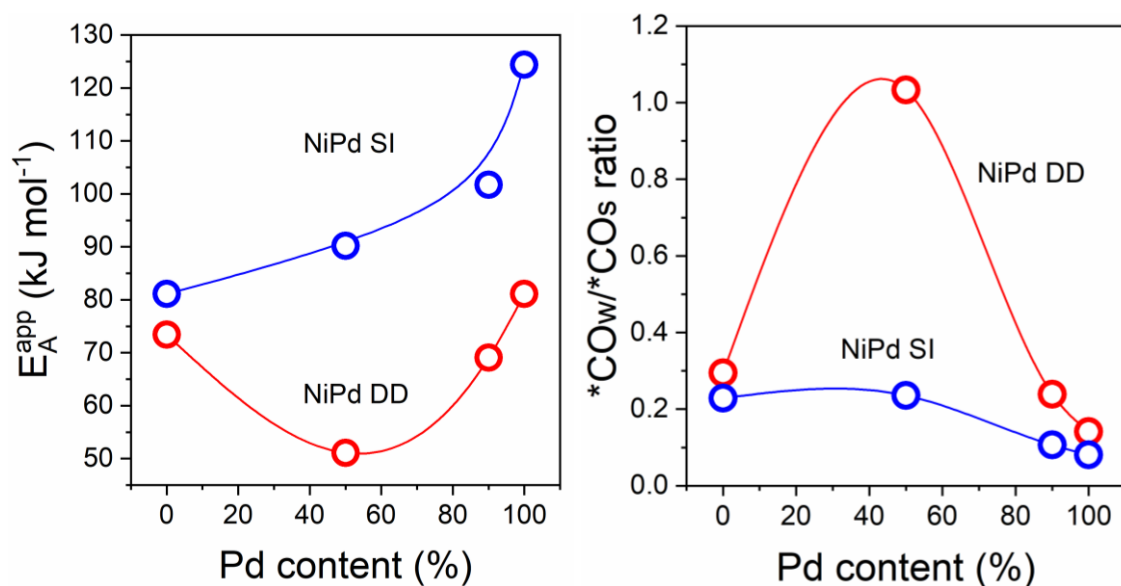 130
120
110
100
90
80
70
60
50
E_A^app (kJ mol⁻¹)
NiPd SI
NiPd DD
0 20 40 60 80 100
Pd content (%)
1.2
1.0
0.8
0.6
0.4
0.2
0.0
*COw/*COs ratio
NiPd DD
NiPd SI
0 20 40 60 80 100
Pd content (%)